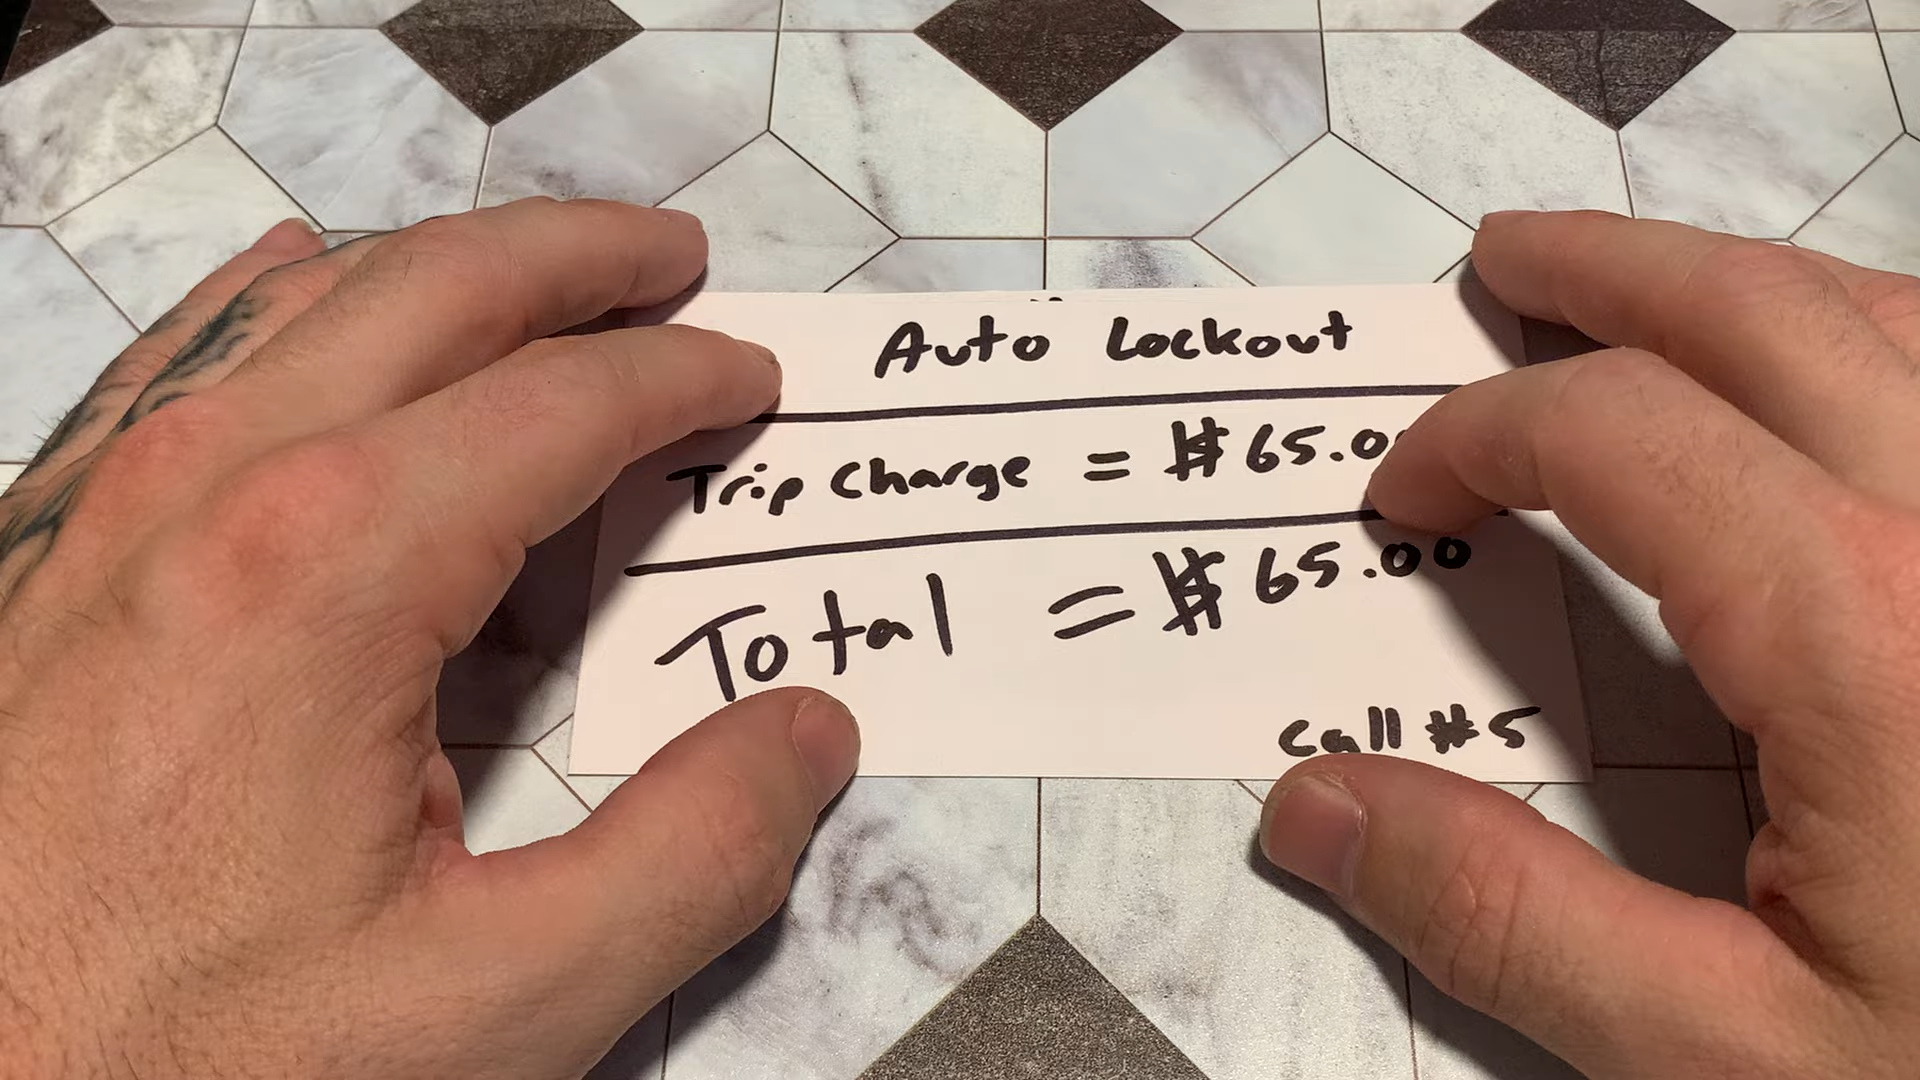 Auto Lockout
Trip Charge = $65.0
Total = $65.00
Call #5